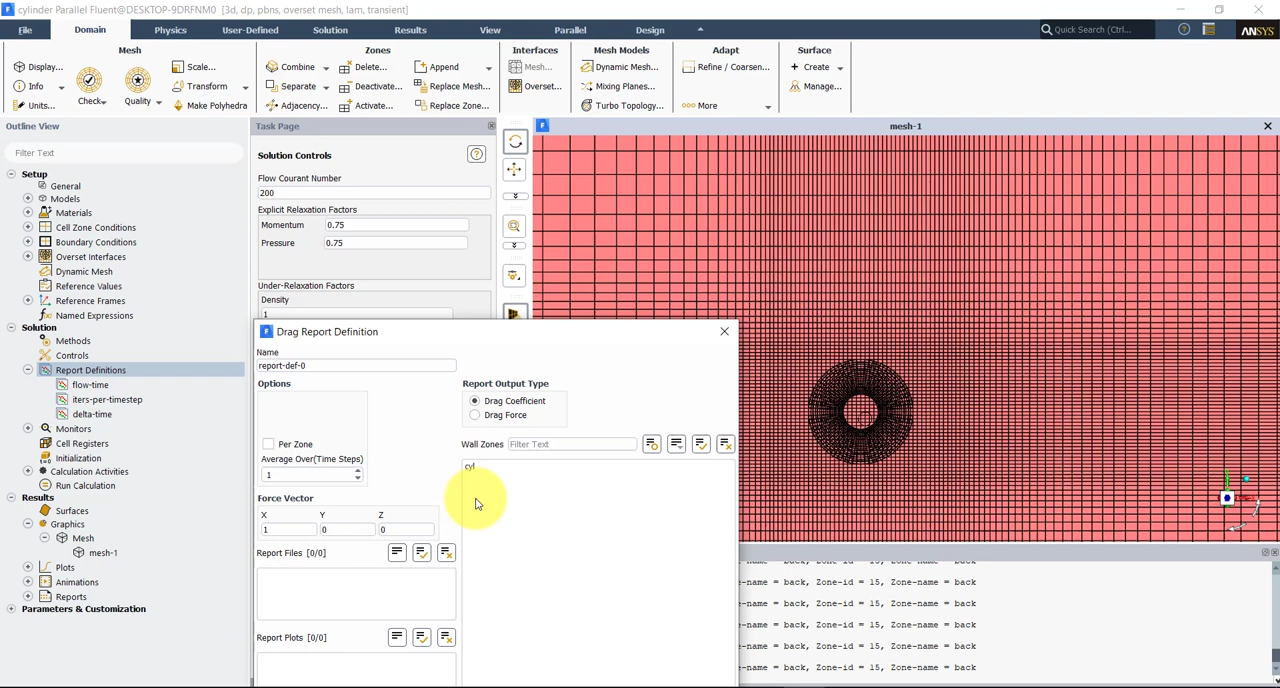 cylinder Parallel Fluent@DESKTOP-9DRFNM0 [3d, dp, pbns, overset mesh, lam, transient]
File Domain Physics User-Defined Solution Results View Parallel Design Quick Search (Ctrl... ANSYS
Mesh Zones Interfaces Mesh Models Adapt Surface
Display... Scale... Combine Delete... Append Mesh... Dynamic Mesh... Refine / Coarsen... Create
Info Check Quality Transform Separate Deactivate... Replace Mesh... Overset... Mixing Planes... Manage...
Units... Make Polyhedra Adjacency... Activate... Replace Zone... Turbo Topology... More
Outline View
Filter Text
Setup
General
Models
Materials
Cell Zone Conditions
Boundary Conditions
Overset Interfaces
Dynamic Mesh
Reference Values
Reference Frames
Named Expressions
Solution
Methods
Controls
Report Definitions
flow-time
iters-per-timestep
delta-time
Monitors
Cell Registers
Initialization
Calculation Activities
Run Calculation
Results
Surfaces
Graphics
Mesh
mesh-1
Plots
Animations
Reports
Parameters & Customization
Task Page
Solution Controls
Flow Courant Number
200
Explicit Relaxation Factors
Momentum 0.75
Pressure 0.75
Under-Relaxation Factors
Density
1
mesh-1
Drag Report Definition
Name
report-def-0
Options
Per Zone
Average Over(Time Steps)
1
Force Vector
X Y Z
1 0 0
Report Files [0/0]
Report Plots [0/0]
Report Output Type
Drag Coefficient
Drag Force
Wall Zones Filter Text
cyl
e-name = back, Zone-id = 15, Zone-name = back
e-name = back, Zone-id = 15, Zone-name = back
e-name = back, Zone-id = 15, Zone-name = back
e-name = back, Zone-id = 15, Zone-name = back
e-name = back, Zone-id = 15, Zone-name = back